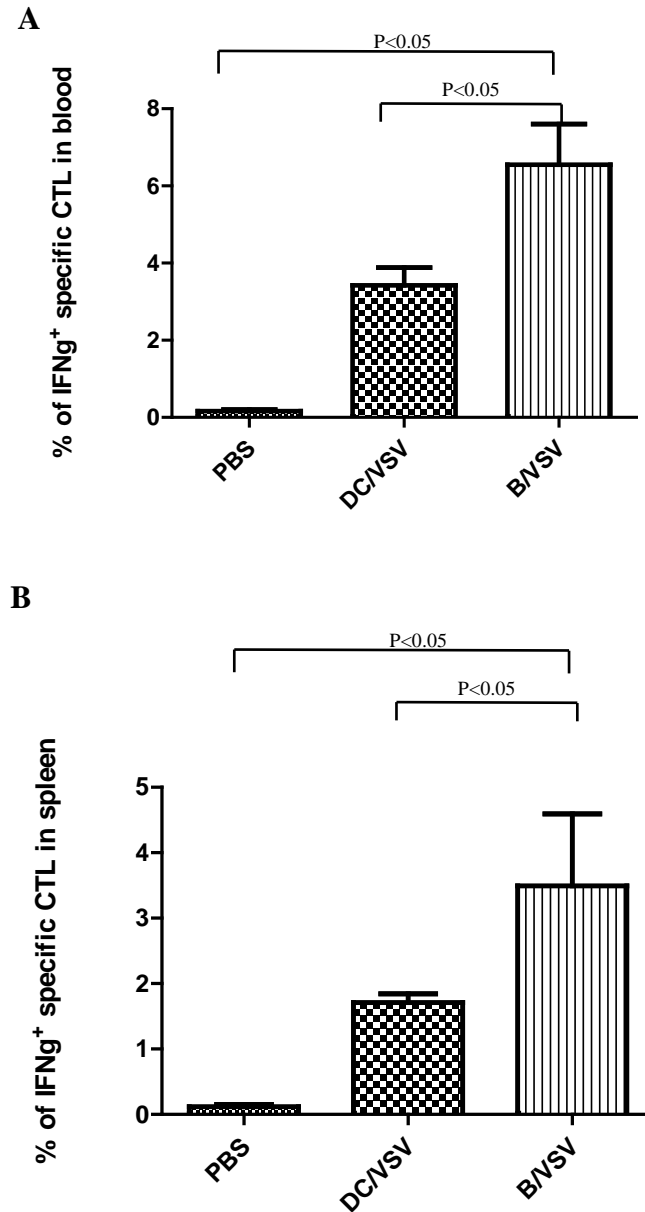 A
P<0.05
P<0.05
% of IFNg⁺ specific CTL in blood
8
6
4
2
0
PBS
DC/VSV
B/VSV
B
P<0.05
P<0.05
% of IFNg⁺ specific CTL in spleen
5
4
3
2
1
0
PBS
DC/VSV
B/VSV